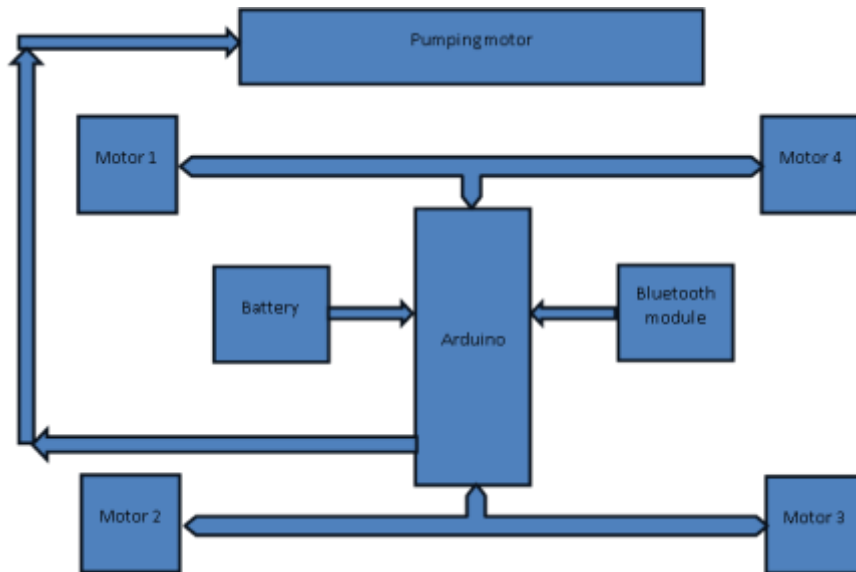 Pumping motor
Motor 1
Motor 4
Battery
Bluetooth
module
Arduino
Motor 2
Motor 3